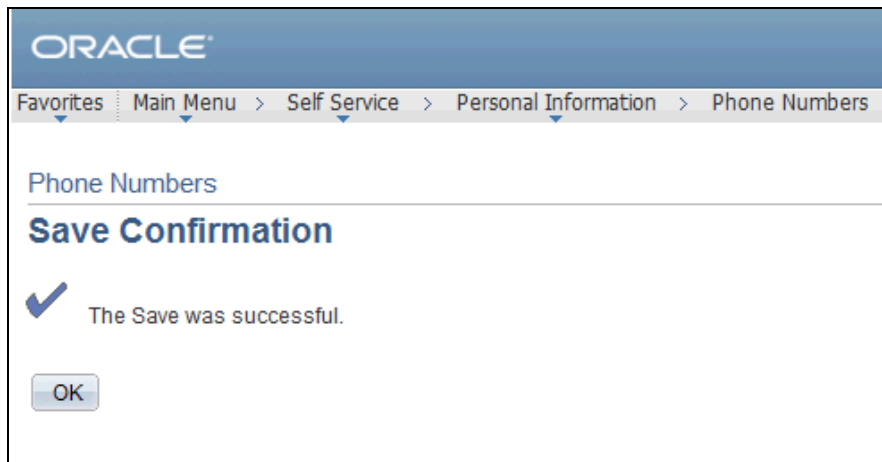 ORACLE
Favorites Main Menu > Self Service > Personal Information > Phone Numbers
Phone Numbers
Save Confirmation
The Save was successful.
OK